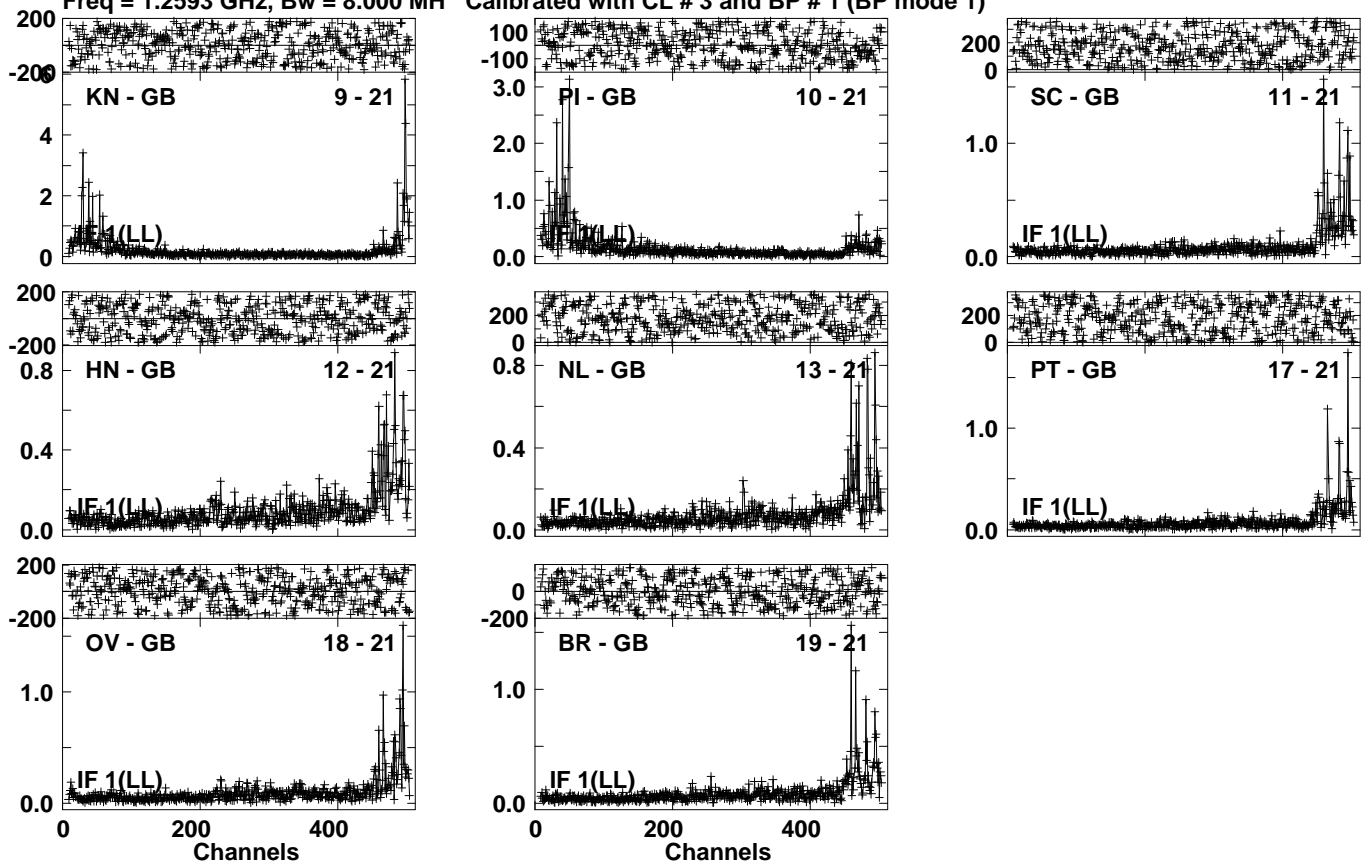 Freq = 1.2593 GHz, Bw = 8.000 MH Calibrated with CL # 3 and BP # 1 (BP mode 1)
200
-200
6
4
2
0
KN - GB 9 - 21
IF 1(LL)
100
-100
3.0
2.0
1.0
0.0
PI - GB 10 - 21
IF 1(LL)
200
0
1.0
0.0
SC - GB 11 - 21
IF 1(LL)
200
-200
0.8
0.4
0.0
HN - GB 12 - 21
IF 1(LL)
200
0
0.8
0.4
0.0
NL - GB 13 - 21
IF 1(LL)
200
0
1.0
0.0
PT - GB 17 - 21
IF 1(LL)
200
-200
1.0
0.0
OV - GB 18 - 21
IF 1(LL)
0 200 400
Channels
0
-200
1.0
0.0
BR - GB 19 - 21
IF 1(LL)
0 200 400
Channels